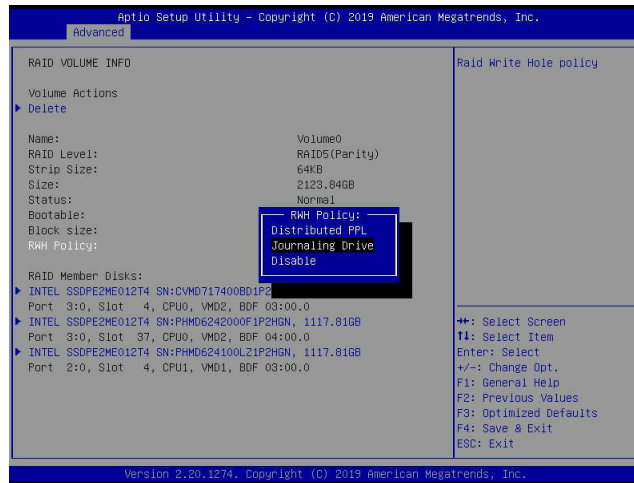 Aptio Setup Utility – Copyright (C) 2019 American Megatrends, Inc.
Advanced
RAID VOLUME INFO
Volume Actions
Delete
Name: Volume0
RAID Level: RAID5(Parity)
Strip Size: 64KB
Size: 2123.84GB
Status: Normal
Bootable:
Block size:
RWH Policy:
RWH Policy:
Distributed PPL
Journaling Drive
Disable
RAID Member Disks:
INTEL SSDPE2ME012T4 SN:CVMD717400BD1P2
Port 3:0, Slot 4, CPU0, VMD2, BDF 03:00.0
INTEL SSDPE2ME012T4 SN:PHMD6242000F1P2HGN, 1117.81GB
Port 3:0, Slot 37, CPU0, VMD2, BDF 04:00.0
INTEL SSDPE2ME012T4 SN:PHMD624100LZ1P2HGN, 1117.81GB
Port 2:0, Slot 4, CPU1, VMD1, BDF 03:00.0
Raid Write Hole policy
→←: Select Screen
↑↓: Select Item
Enter: Select
+/-: Change Opt.
F1: General Help
F2: Previous Values
F3: Optimized Defaults
F4: Save & Exit
ESC: Exit
Version 2.20.1274. Copyright (C) 2019 American Megatrends, Inc.